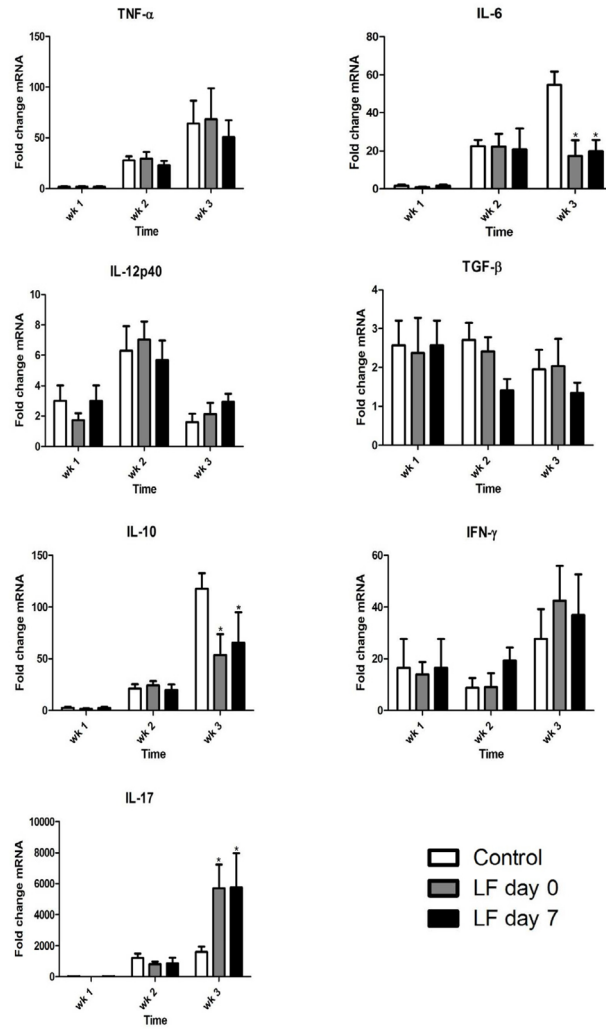 TNF-α
Fold change mRNA
150
100
50
0
wk 1
wk 2
wk 3
Time
IL-6
Fold change mRNA
80
60
40
20
0
* *
wk 1
wk 2
wk 3
Time
IL-12p40
Fold change mRNA
10
8
6
4
2
0
wk 1
wk 2
wk 3
Time
TGF-β
Fold change mRNA
4
3
2
1
0
wk 1
wk 2
wk 3
Time
IL-10
Fold change mRNA
150
100
50
0
* *
wk 1
wk 2
wk 3
Time
IFN-γ
Fold change mRNA
60
40
20
0
wk 1
wk 2
wk 3
Time
IL-17
Fold change mRNA
10000
8000
6000
4000
2000
0
* *
wk 1
wk 2
wk 3
Time
Control
LF day 0
LF day 7